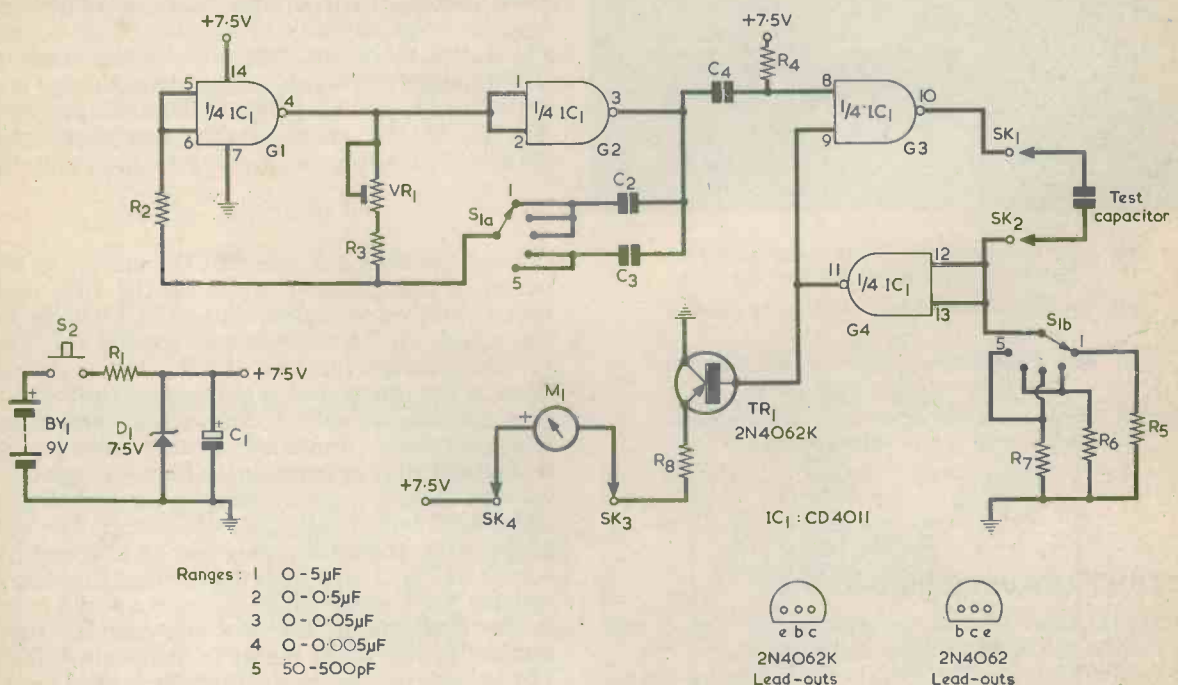 +7·5V
14
5
6
1/4 IC1
4
7
G1
R2
VR1
R3
1
2
1/4 IC1
3
G2
S1a
1
5
C2
C3
C4
+7·5V
R4
8
9
1/4 IC1
10
G3
SK1
Test
capacitor
SK2
12
13
11
1/4 IC1
G4
S1b
5
1
R5
R6
R7
S2
R1
+7·5V
BY1
9V
D1
7·5V
C1
+
+
M1
+
+7·5V
SK4
SK3
R8
TR1
2N4062K
IC1 : CD4011
Ranges : 1 0-5µF
2 0-0·5µF
3 0-0·05µF
4 0-0·005µF
5 50-500pF
e b c
2N4062K
Lead-outs
b c e
2N4062
Lead-outs